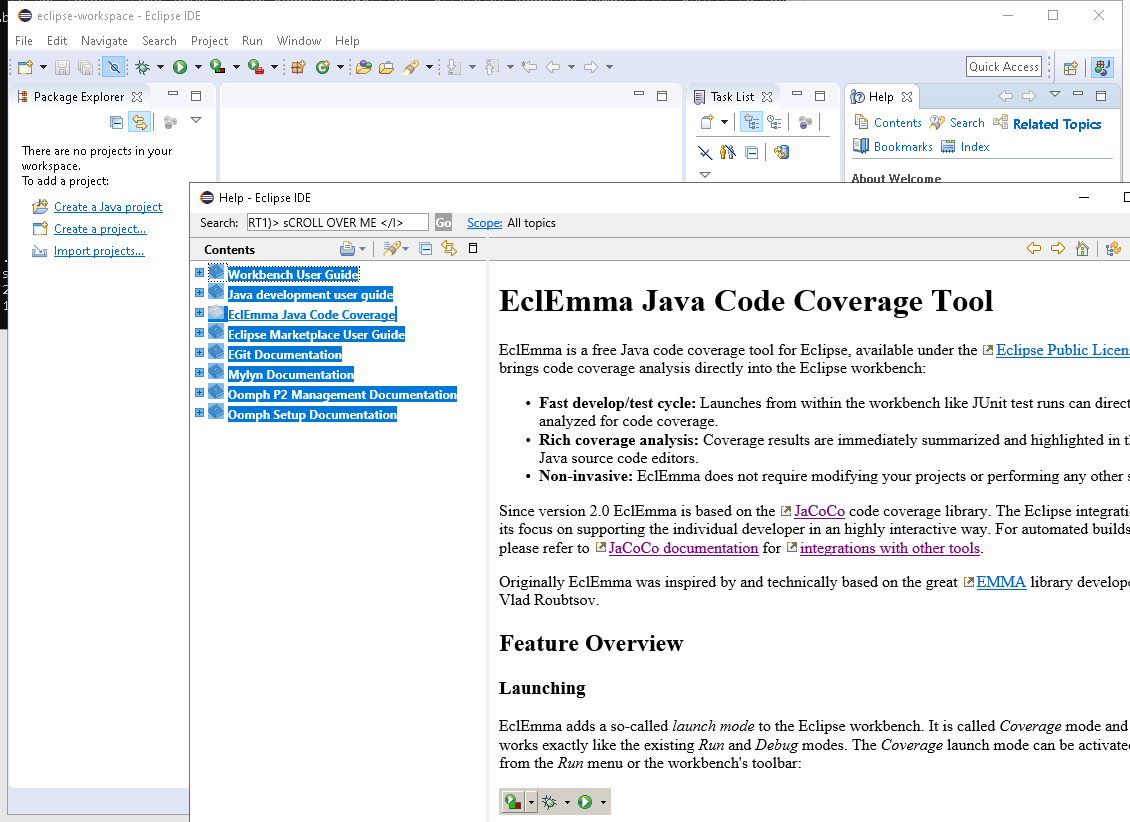 eclipse-workspace - Eclipse IDE
File Edit Navigate Search Project Run Window Help
Quick Access
Package Explorer
Task List
Help
Contents Search Related Topics
Bookmarks Index
About Welcome
There are no projects in your
workspace.
To add a project:
Create a Java project
Create a project...
Import projects...
Help - Eclipse IDE
Search: RT1)> sCROLL OVER ME </I> Go Scope: All topics
Contents
Workbench User Guide
Java development user guide
EclEmma Java Code Coverage
Eclipse Marketplace User Guide
EGit Documentation
Mylyn Documentation
Oomph P2 Management Documentation
Oomph Setup Documentation
EclEmma Java Code Coverage Tool
EclEmma is a free Java code coverage tool for Eclipse, available under the Eclipse Public Licens
brings code coverage analysis directly into the Eclipse workbench:
• Fast develop/test cycle: Launches from within the workbench like JUnit test runs can direct
analyzed for code coverage.
• Rich coverage analysis: Coverage results are immediately summarized and highlighted in th
Java source code editors.
• Non-invasive: EclEmma does not require modifying your projects or performing any other s
Since version 2.0 EclEmma is based on the JaCoCo code coverage library. The Eclipse integratio
its focus on supporting the individual developer in an highly interactive way. For automated builds
please refer to JaCoCo documentation for integrations with other tools.
Originally EclEmma was inspired by and technically based on the great EMMA library develope
Vlad Roubtsov.
Feature Overview
Launching
EclEmma adds a so-called launch mode to the Eclipse workbench. It is called Coverage mode and
works exactly like the existing Run and Debug modes. The Coverage launch mode can be activated
from the Run menu or the workbench's toolbar: